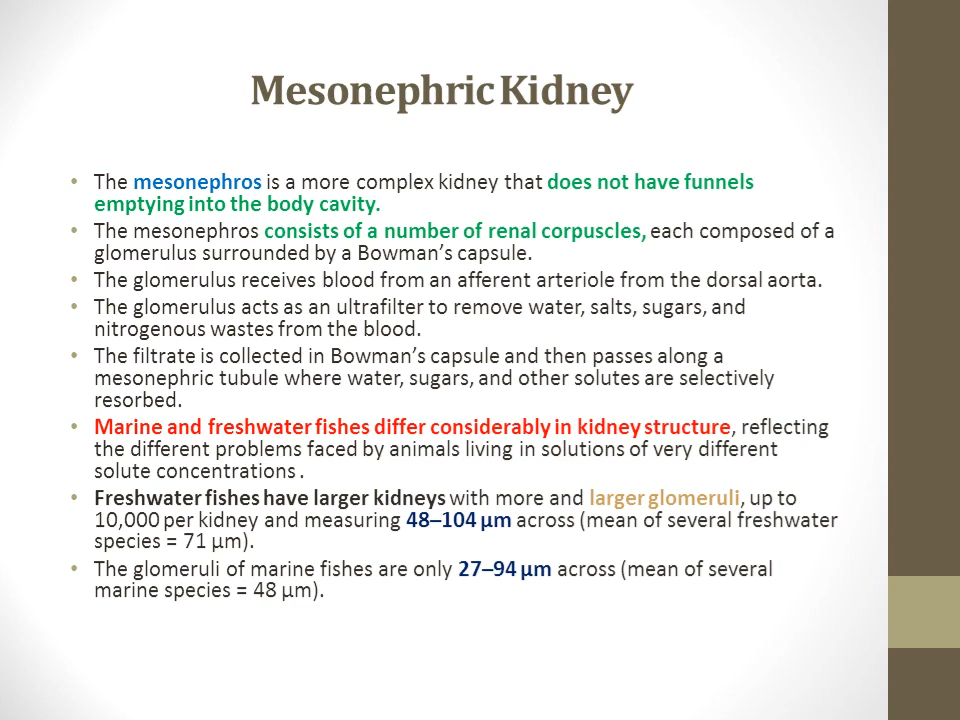 Mesonephric Kidney
• The mesonephros is a more complex kidney that does not have funnels
emptying into the body cavity.
• The mesonephros consists of a number of renal corpuscles, each composed of a
glomerulus surrounded by a Bowman's capsule.
• The glomerulus receives blood from an afferent arteriole from the dorsal aorta.
• The glomerulus acts as an ultrafilter to remove water, salts, sugars, and
nitrogenous wastes from the blood.
• The filtrate is collected in Bowman's capsule and then passes along a
mesonephric tubule where water, sugars, and other solutes are selectively
resorbed.
• Marine and freshwater fishes differ considerably in kidney structure, reflecting
the different problems faced by animals living in solutions of very different
solute concentrations .
• Freshwater fishes have larger kidneys with more and larger glomeruli, up to
10,000 per kidney and measuring 48–104 µm across (mean of several freshwater
species = 71 µm).
• The glomeruli of marine fishes are only 27–94 µm across (mean of several
marine species = 48 µm).